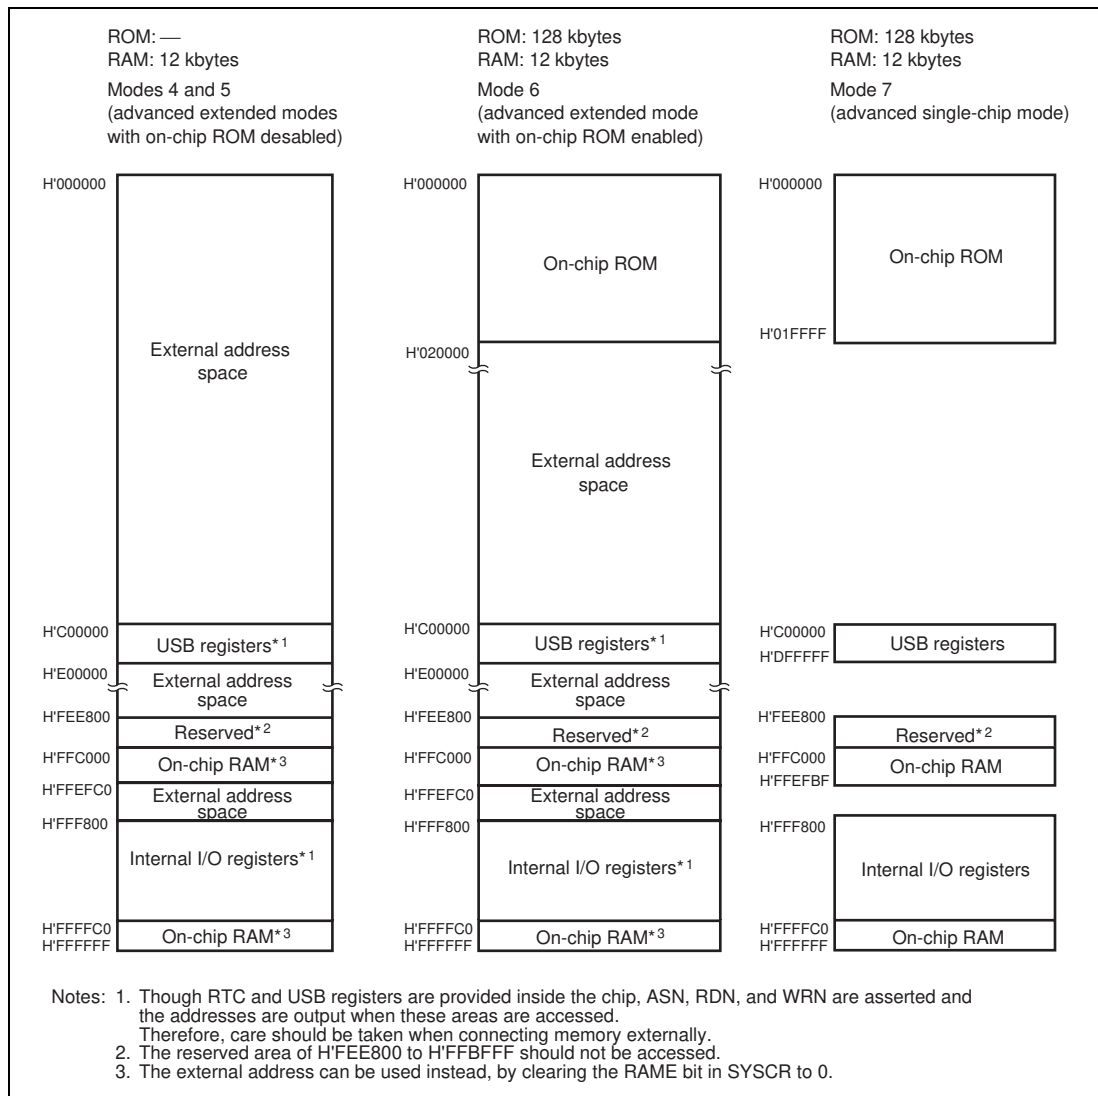 ROM: —
RAM: 12 kbytes
Modes 4 and 5
(advanced extended modes
with on-chip ROM desabled)
H'000000
External address
space
H'C00000
USB registers*1
H'E00000
External address
space
H'FEE800
Reserved*2
H'FFC000
On-chip RAM*3
H'FFEFC0
External address
space
H'FFF800
Internal I/O registers*1
H'FFFFC0
On-chip RAM*3
H'FFFFFF
ROM: 128 kbytes
RAM: 12 kbytes
Mode 6
(advanced extended mode
with on-chip ROM enabled)
H'000000
On-chip ROM
H'020000
External address
space
H'C00000
USB registers*1
H'E00000
External address
space
H'FEE800
Reserved*2
H'FFC000
On-chip RAM*3
H'FFEFC0
External address
space
H'FFF800
Internal I/O registers*1
H'FFFFC0
On-chip RAM*3
H'FFFFFF
ROM: 128 kbytes
RAM: 12 kbytes
Mode 7
(advanced single-chip mode)
H'000000
On-chip ROM
H'01FFFF
H'C00000
USB registers
H'DFFFFF
H'FEE800
Reserved*2
H'FFC000
On-chip RAM
H'FFEFBF
H'FFF800
Internal I/O registers
H'FFFFC0
On-chip RAM
H'FFFFFF
Notes: 1. Though RTC and USB registers are provided inside the chip, ASN, RDN, and WRN are asserted and
the addresses are output when these areas are accessed.
Therefore, care should be taken when connecting memory externally.
2. The reserved area of H'FEE800 to H'FFBFFF should not be accessed.
3. The external address can be used instead, by clearing the RAME bit in SYSCR to 0.